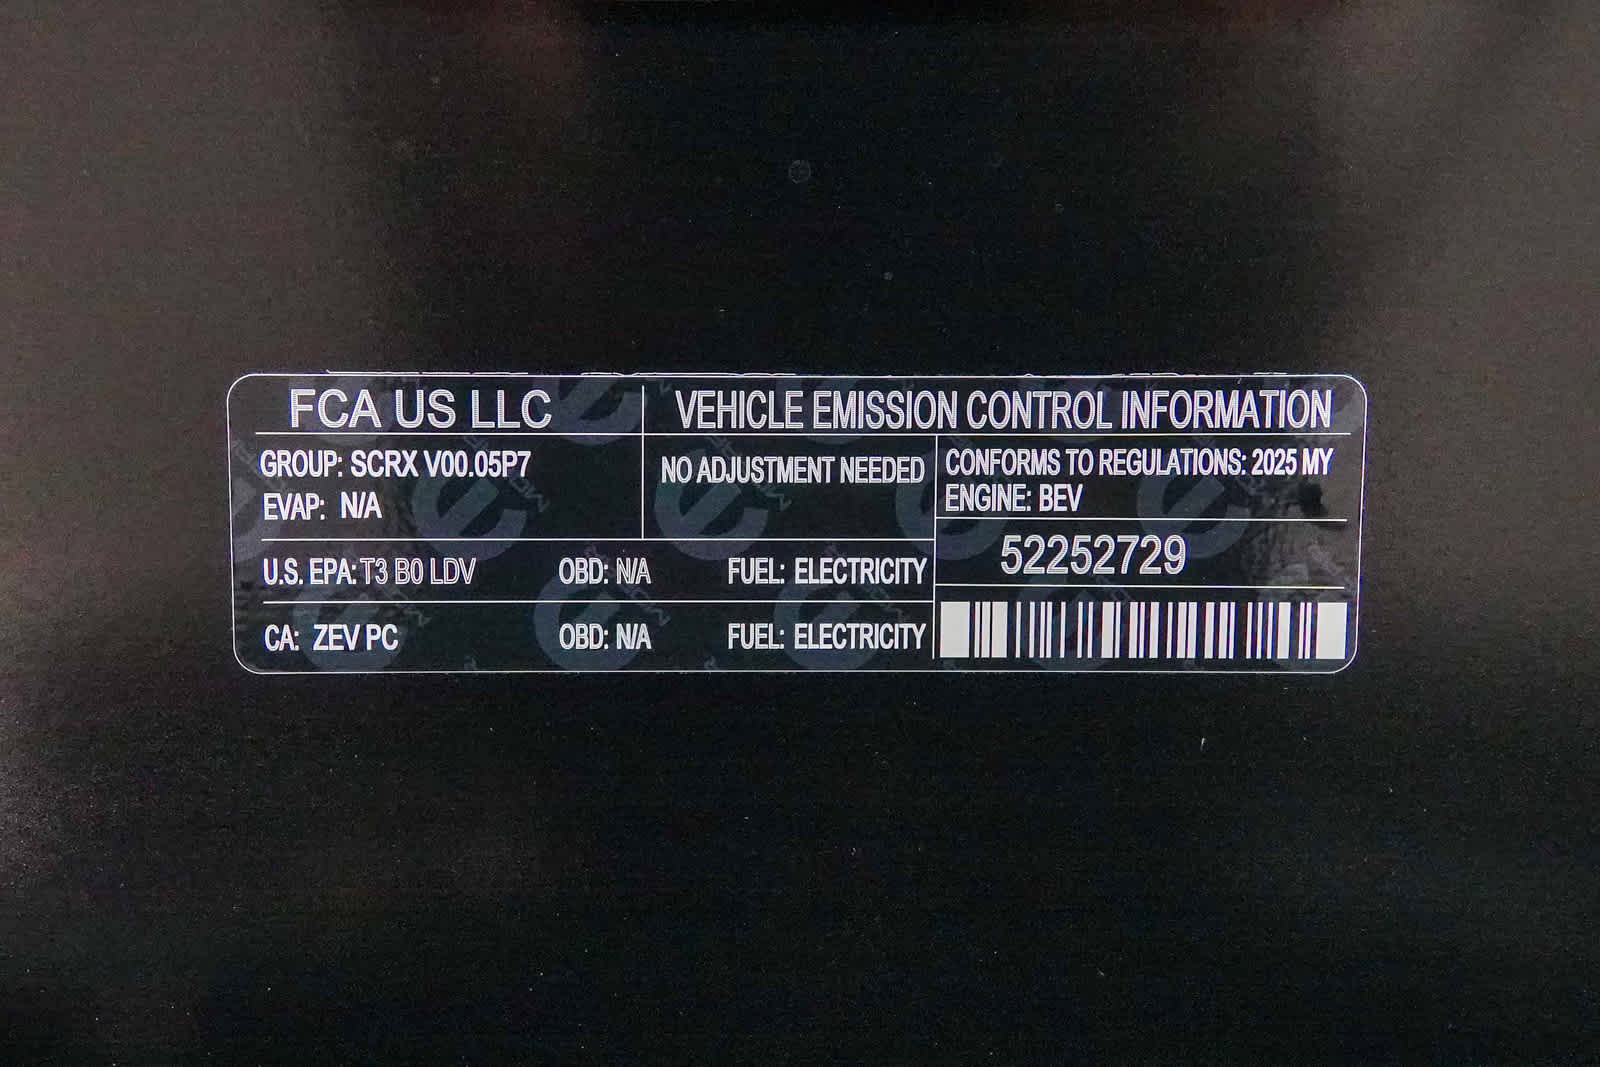 FCA US LLC
VEHICLE EMISSION CONTROL INFORMATION
GROUP: SCRX V00.05P7
EVAP: N/A
NO ADJUSTMENT NEEDED
CONFORMS TO REGULATIONS: 2025 MY
ENGINE: BEV
52252729
U.S. EPA: T3 B0 LDV OBD: N/A FUEL: ELECTRICITY
CA: ZEV PC OBD: N/A FUEL: ELECTRICITY